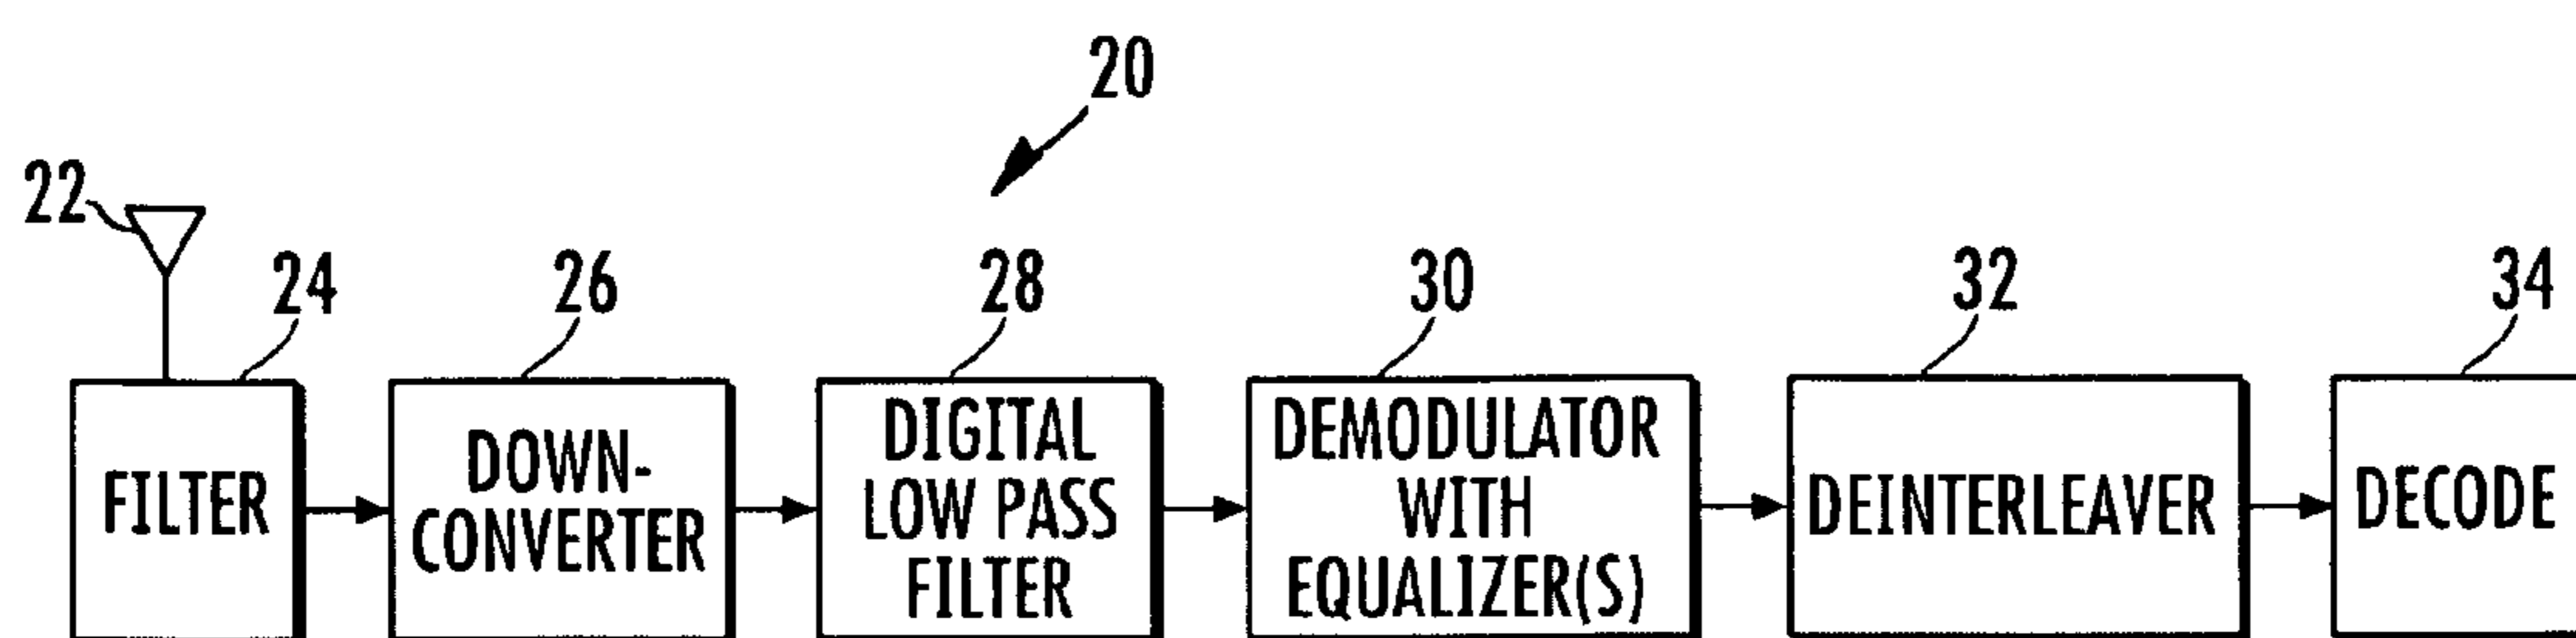 20
22
24
26
28
30
32
34
FILTER
DOWN-
CONVERTER
DIGITAL
LOW PASS
FILTER
DEMODULATOR
WITH
EQUALIZER(S)
DEINTERLEAVER
DECODE